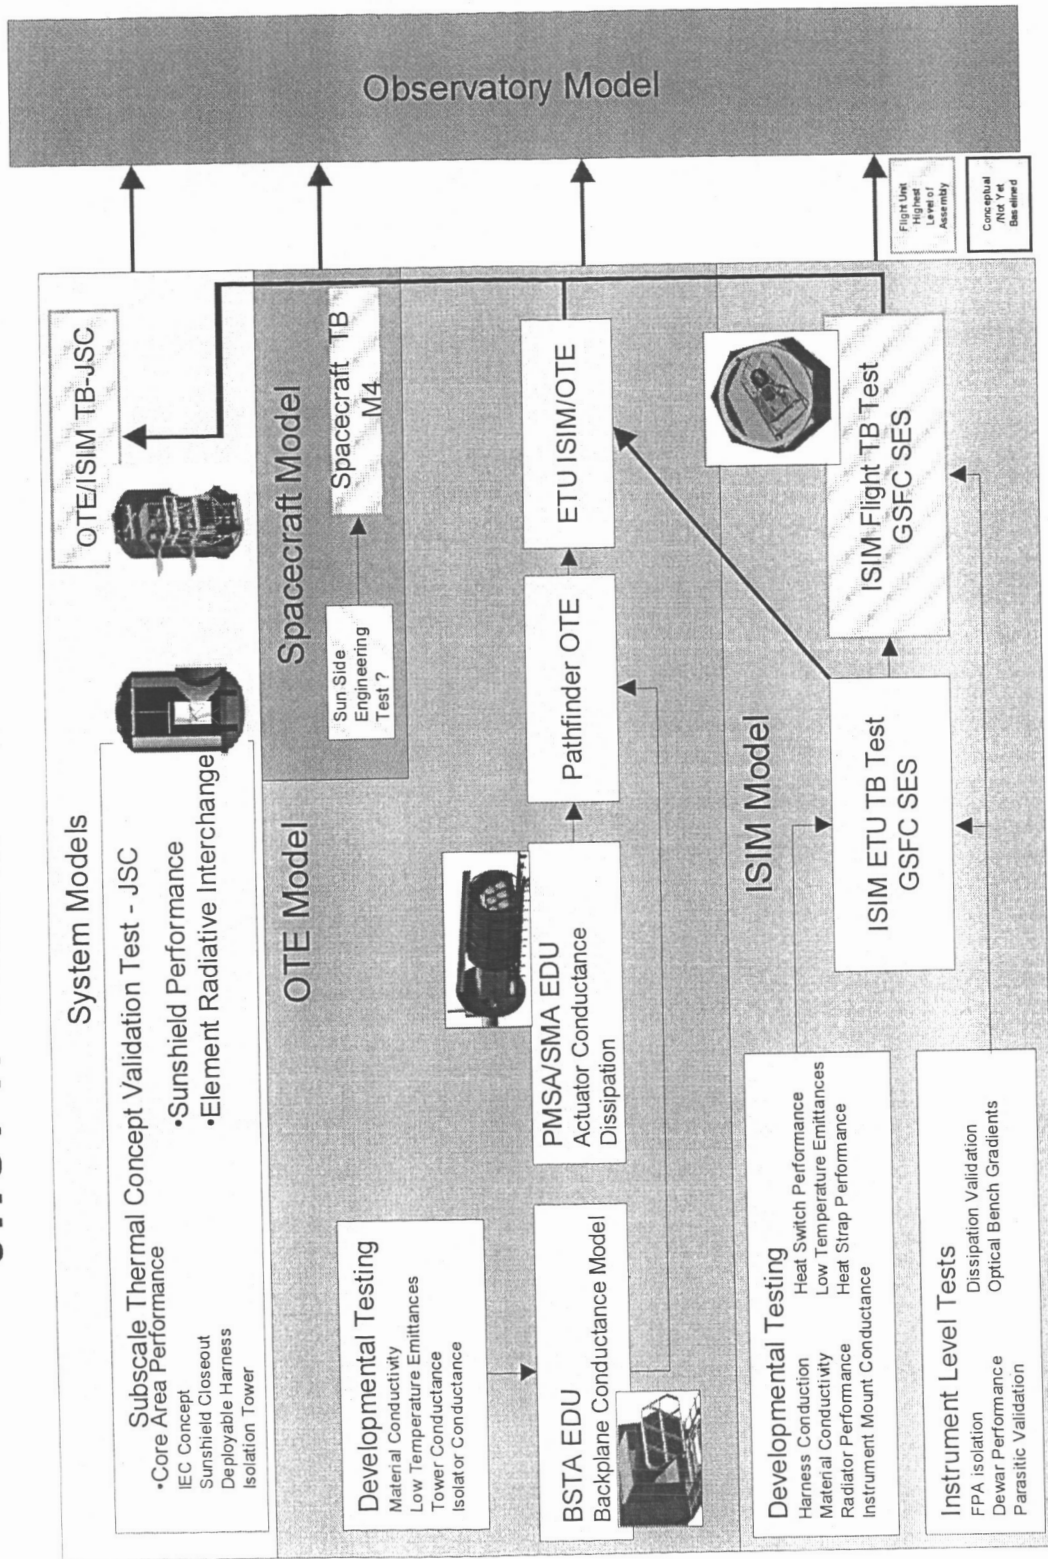 Observatory Model
System Models
Subscale Thermal Concept Validation Test - JSC
•Core Area Performance
IEC Concept
Sunshield Closeout
Deployable Harness
Isolation Tower
•Sunshield Performance
•Element Radiative Interchange
OTE/ISIM TB-JSC
Spacecraft Model
Sun Side
Engineering
Test ?
Spacecraft TB
M4
OTE Model
Developmental Testing
Material Conductivity
Low Temperature Emittances
Tower Conductance
Isolator Conductance
BSTA EDU
Backplane Conductance Model
PMSA/SMA EDU
Actuator Conductance
Dissipation
Pathfinder OTE
ETU ISIM/OTE
ISIM Model
Developmental Testing
Harness Conduction
Material Conductivity
Radiator Performance
Instrument Mount Conductance
Heat Switch Performance
Low Temperature Emittances
Heat Strap Performance
Instrument Level Tests
FPA isolation
Dewar Performance
Parasitic Validation
Dissipation Validation
Optical Bench Gradients
ISIM ETU TB Test
GSFC SES
ISIM Flight TB Test
GSFC SES
Flight Unit
Highest
Level of
Assembly
Conceptual
/Not Yet
Baselined